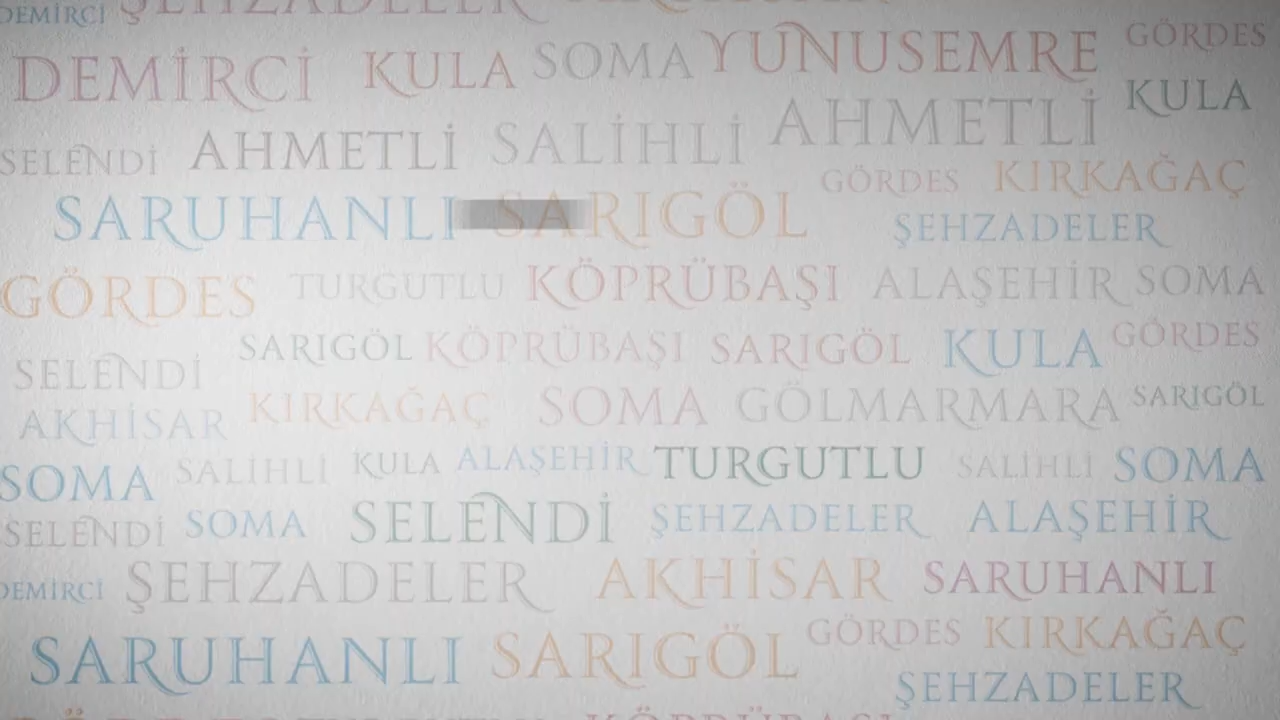 DEMİRCİ ŞEHZADELER
DEMİRCİ KULA SOMA YUNUSEMRE GÖRDES
KULA
SELENDİ AHMETLİ SALİHLİ AHMETLİ
GÖRDES KIRKAĞAÇ
SARUHANLI SARIGÖL ŞEHZADELER
GÖRDES TURGUTLU KÖPRÜBAŞI ALAŞEHİR SOMA
SELENDİ SARIGÖL KÖPRÜBAŞI SARIGÖL KULA GÖRDES
AKHİSAR KIRKAĞAÇ SOMA GÖLMARMARA SARIGÖL
SOMA SALİHLİ KULA ALAŞEHİR TURGUTLU SALİHLİ SOMA
SELENDİ SOMA SELENDİ ŞEHZADELER ALAŞEHİR
DEMİRCİ ŞEHZADELER AKHİSAR SARUHANLI
SARUHANLI SARIGÖL GÖRDES KIRKAĞAÇ
ŞEHZADELER
KÖPRÜBAŞI